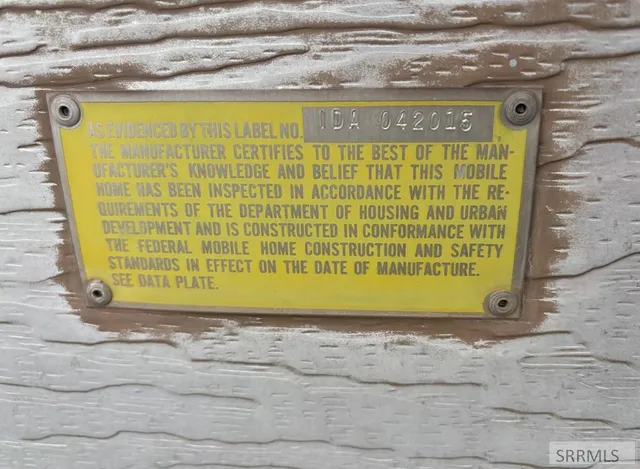 AS EVIDENCED BY THIS LABEL NO. IDA 042015
THE MANUFACTURER CERTIFIES TO THE BEST OF THE MAN-
UFACTURER'S KNOWLEDGE AND BELIEF THAT THIS MOBILE
HOME HAS BEEN INSPECTED IN ACCORDANCE WITH THE RE-
QUIREMENTS OF THE DEPARTMENT OF HOUSING AND URBAN
DEVELOPMENT AND IS CONSTRUCTED IN CONFORMANCE WITH
THE FEDERAL MOBILE HOME CONSTRUCTION AND SAFETY
STANDARDS IN EFFECT ON THE DATE OF MANUFACTURE.
SEE DATA PLATE.
SRRMLS